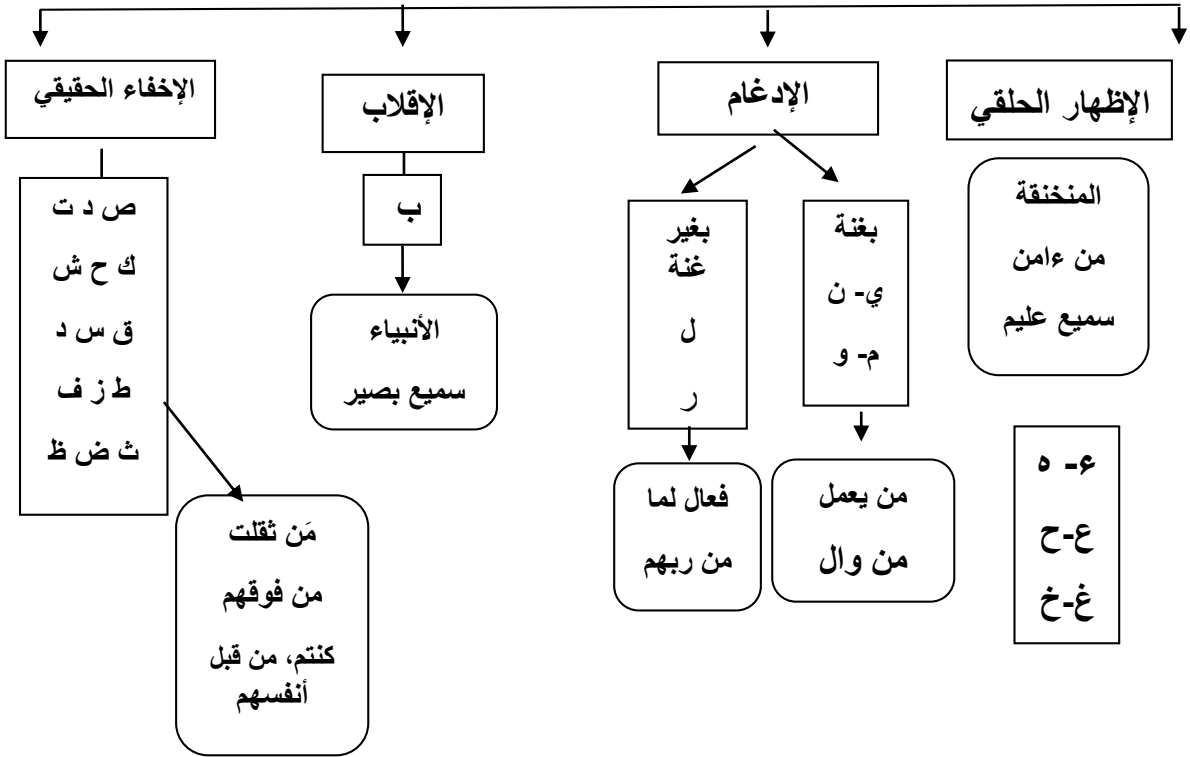 الإظهار الحلقي
المنخنقة
من ءامن
سميع عليم
ء- ه
ع-ح
غ-خ
الإدغام
بغنة
ي- ن
م- و
من يعمل
من وال
بغير
غنة
ل
ر
فعال لما
من ربهم
الإقلاب
ب
الأنبياء
سميع بصير
الإخفاء الحقيقي
ص د ت
ك ح ش
ق س د
ط ز ف
ث ض ظ
مَن ثقلت
من فوقهم
كنتم، من قبل
أنفسهم